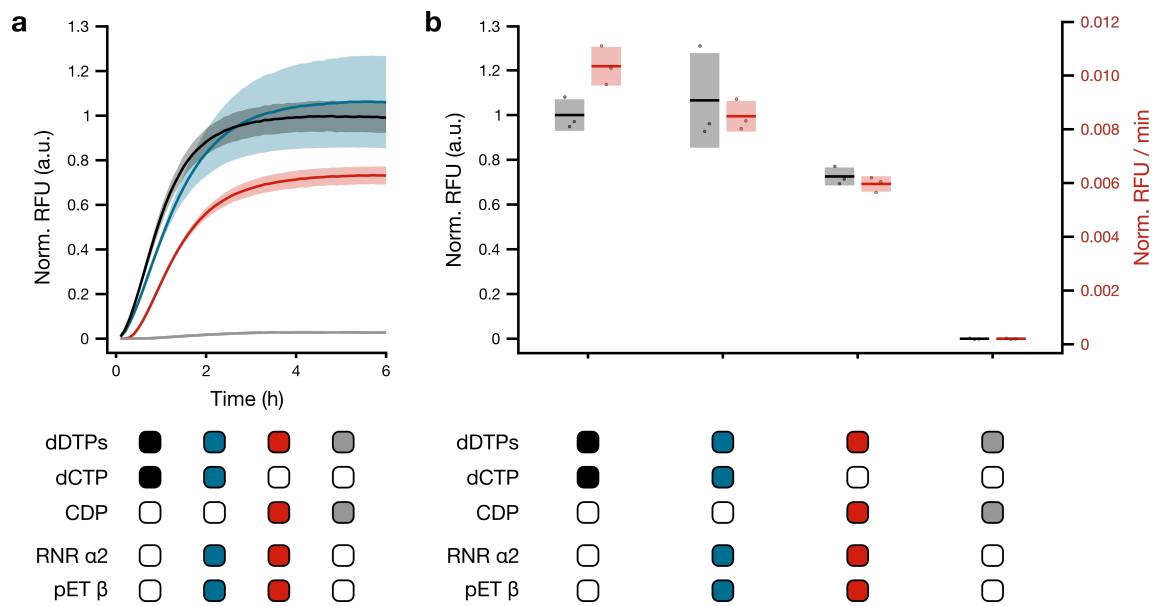 a
1.3
1.2
1
0.8
0.6
0.4
0.2
0
Norm. RFU (a.u.)
0 2 4 6
Time (h)
dDTPs
dCTP
CDP
RNR α2
pET β
b
1.3
1.2
1
0.8
0.6
0.4
0.2
0
Norm. RFU (a.u.)
0.012
0.010
0.008
0.006
0.004
0.002
0
Norm. RFU / min
dDTPs
dCTP
CDP
RNR α2
pET β